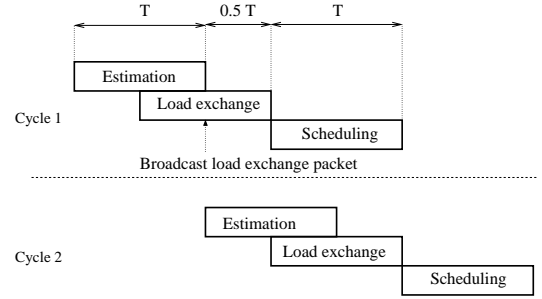 T 0.5 T T
Estimation
Load exchange
Cycle 1
Scheduling
Broadcast load exchange packet
Estimation
Load exchange
Cycle 2
Scheduling